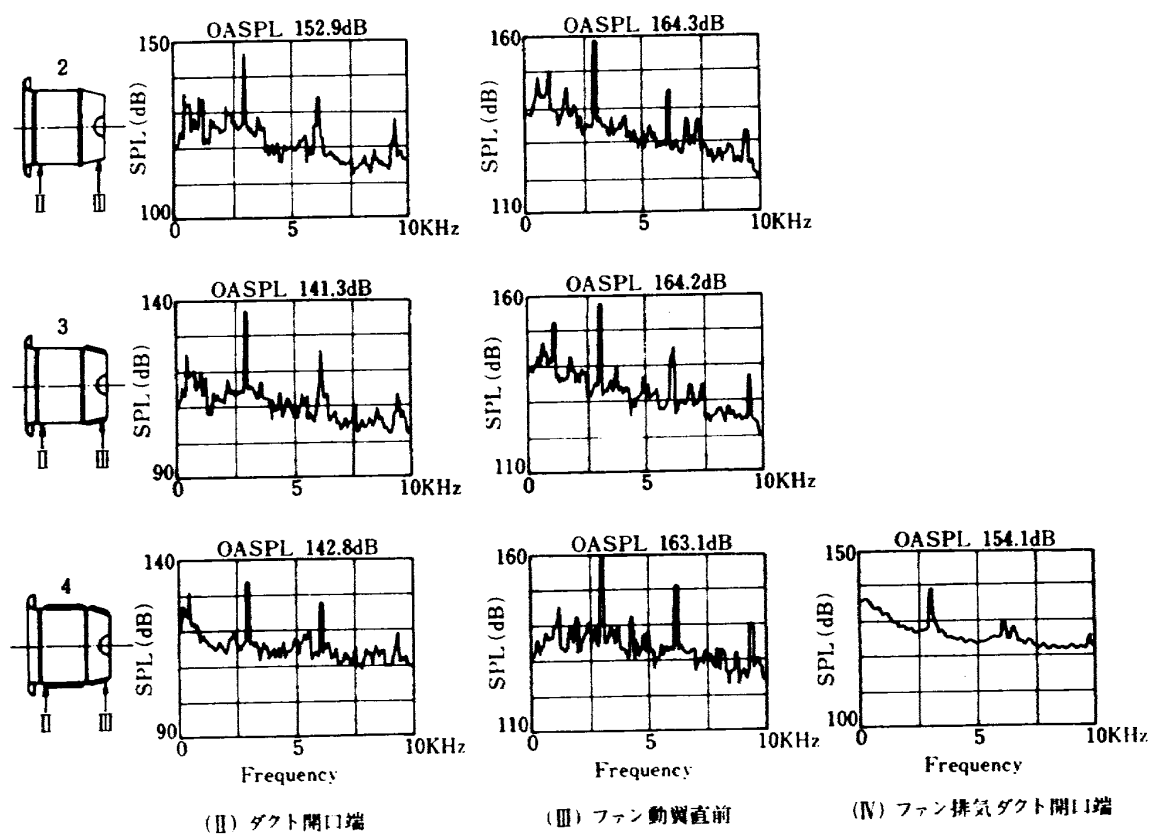 OASPL 152.9dB
OASPL 164.3dB
150
160
2
SPL (dB)
SPL (dB)
100
110
0
5
10KHz
0
5
10KHz
Ⅱ
Ⅲ
OASPL 141.3dB
OASPL 164.2dB
140
160
3
SPL (dB)
SPL (dB)
90
110
0
5
10KHz
0
5
10KHz
Ⅱ
Ⅲ
OASPL 142.8dB
OASPL 163.1dB
OASPL 154.1dB
140
160
150
4
SPL (dB)
SPL (dB)
SPL (dB)
90
110
100
0
5
10KHz
0
5
10KHz
0
5
10KHz
Ⅱ
Ⅲ
Frequency
Frequency
Frequency
(Ⅱ) ダクト開口端
(Ⅲ) ファン動翼直前
(Ⅳ) ファン排気ダクト開口端